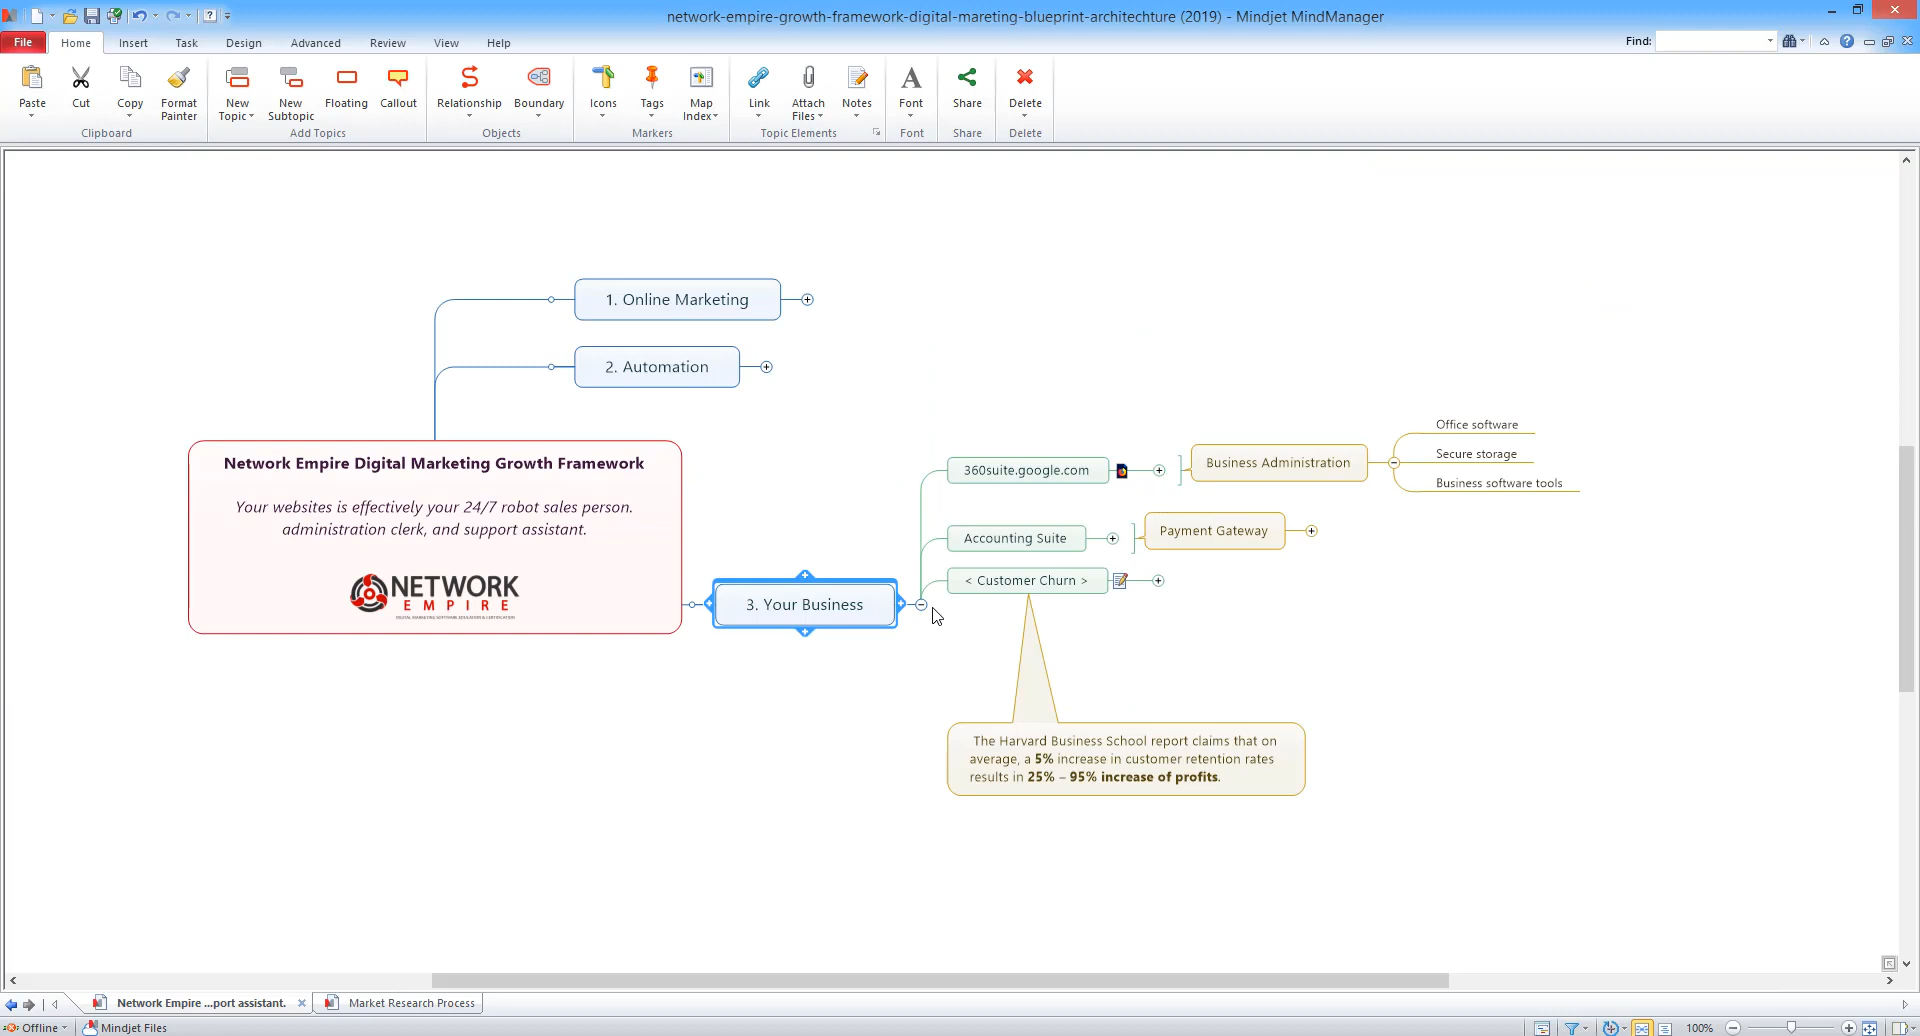 network-empire-growth-framework-digital-mareting-blueprint-architechture (2019) - Mindjet MindManager
File Home Insert Task Design Advanced Review View Help Find:
Paste Cut Copy Format Painter New Topic New Subtopic Floating Callout Relationship Boundary Icons Tags Map Index Link Attach Files Notes Font Share Delete
Clipboard Add Topics Objects Markers Topic Elements Font Share Delete
1. Online Marketing
2. Automation
Network Empire Digital Marketing Growth Framework
Your websites is effectively your 24/7 robot sales person.
administration clerk, and support assistant.
NETWORK
EMPIRE
DIGITAL MARKETING SOFTWARE EDUCATION & CERTIFICATION
3. Your Business
360suite.google.com
Business Administration
Office software
Secure storage
Business software tools
Accounting Suite
Payment Gateway
< Customer Churn >
The Harvard Business School report claims that on
average, a 5% increase in customer retention rates
results in 25% – 95% increase of profits.
Network Empire ...port assistant. Market Research Process
Offline Mindjet Files 100%